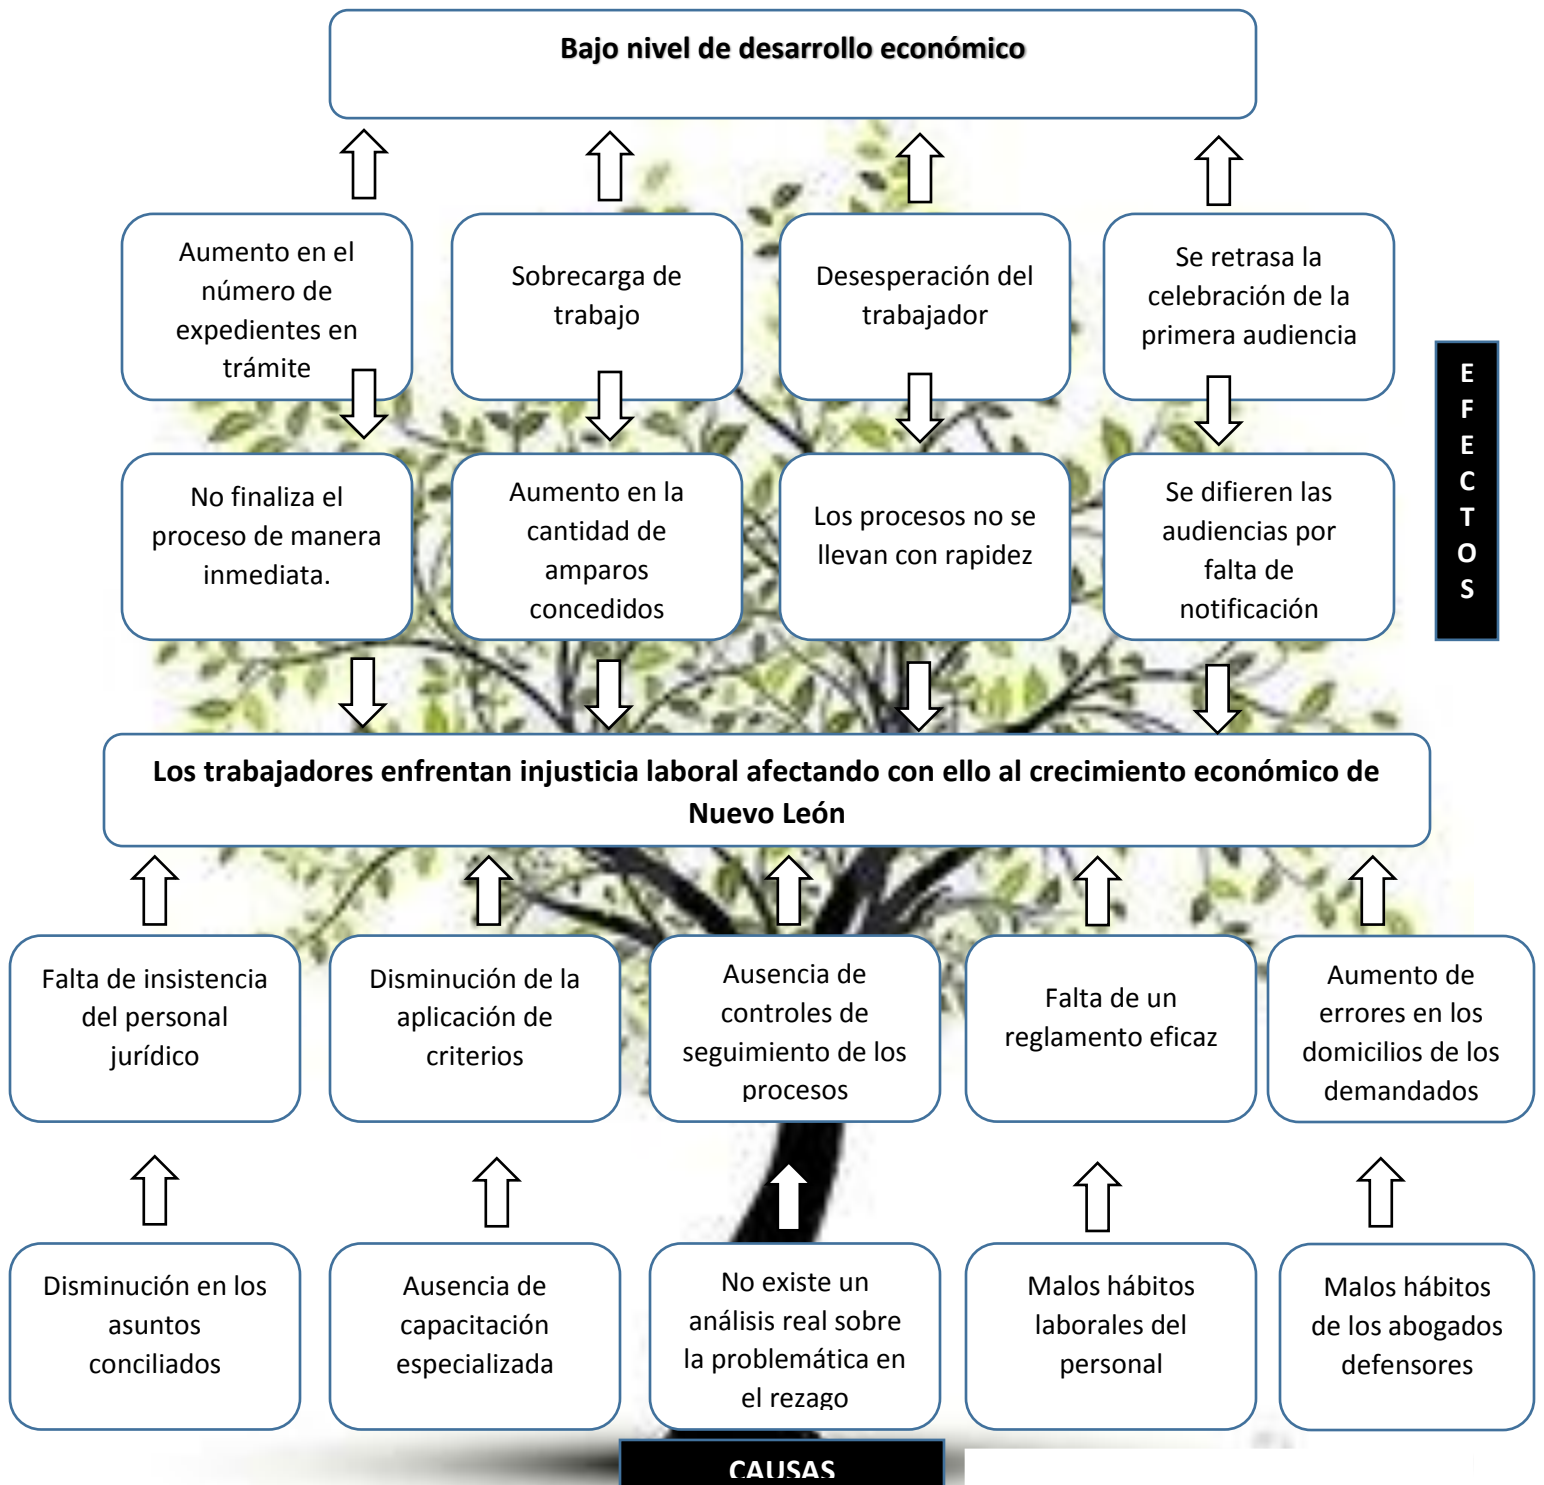 Bajo nivel de desarrollo económico
Aumento en el
número de
expedientes en
trámite
Sobrecarga de
trabajo
Desesperación del
trabajador
Se retrasa la
celebración de la
primera audiencia
E
F
E
C
T
O
S
No finaliza el
proceso de manera
inmediata.
Aumento en la
cantidad de
amparos
concedidos
Los procesos no se
llevan con rapidez
Se difieren las
audiencias por
falta de
notificación
Los trabajadores enfrentan injusticia laboral afectando con ello al crecimiento económico de
Nuevo León
Falta de insistencia
del personal
jurídico
Disminución de la
aplicación de
criterios
Ausencia de
controles de
seguimiento de los
procesos
Falta de un
reglamento eficaz
Aumento de
errores en los
domicilios de los
demandados
Disminución en los
asuntos
conciliados
Ausencia de
capacitación
especializada
No existe un
análisis real sobre
la problemática en
el rezago
Malos hábitos
laborales del
personal
Malos hábitos
de los abogados
defensores
CAUSAS